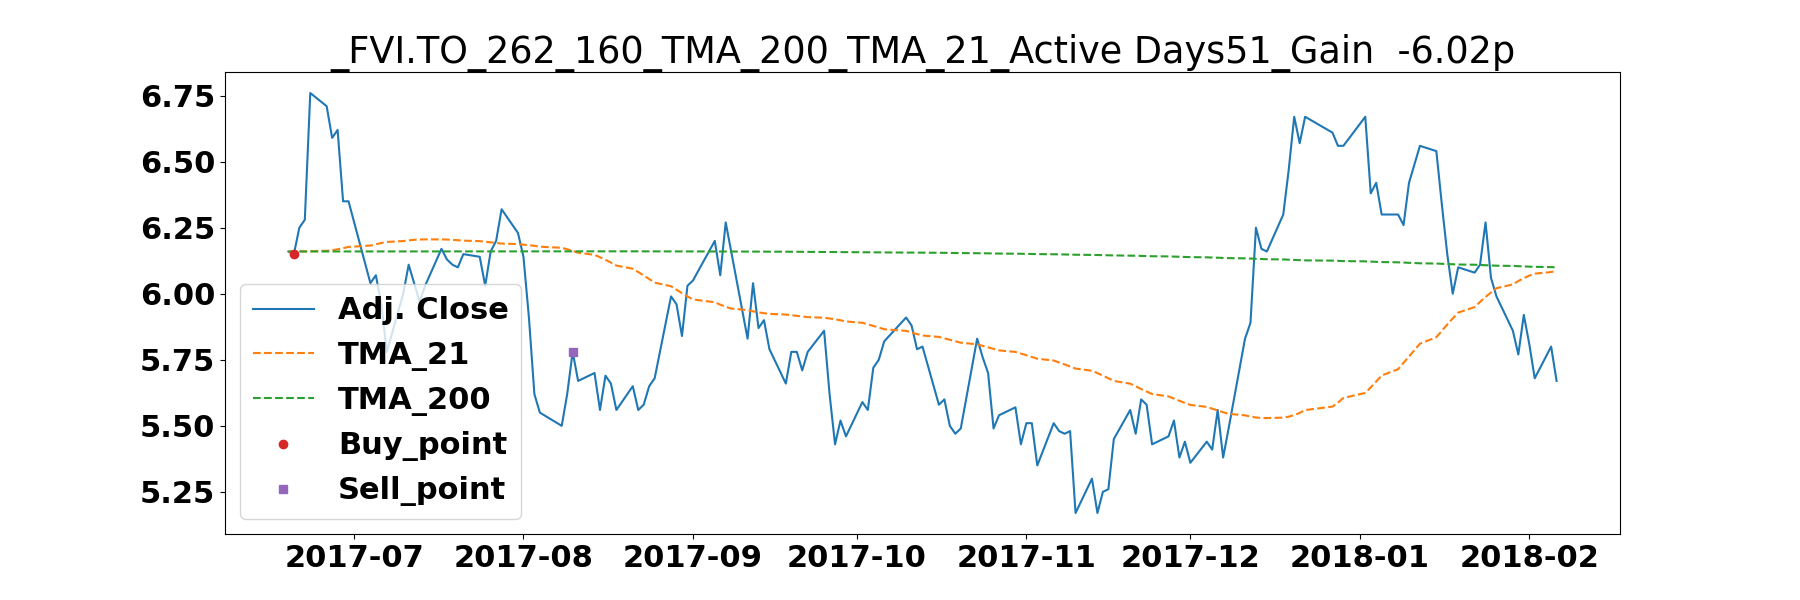 _FVI.TO_262_160_TMA_200_TMA_21_Active Days51_Gain  -6.02p
6.75
6.50
6.25
6.00
5.75
5.50
5.25
Adj. Close
TMA_21
TMA_200
Buy_point
Sell_point
2017-07 2017-08 2017-09 2017-10 2017-11 2017-12 2018-01 2018-02